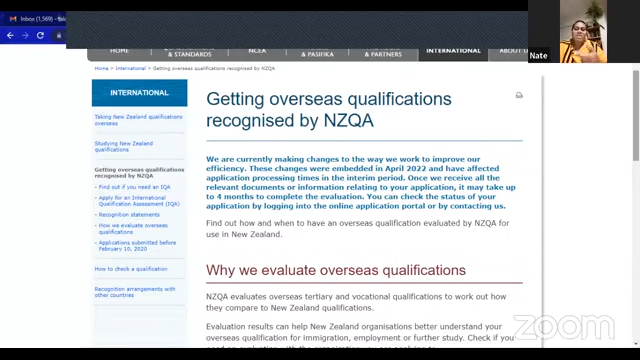 Inbox (1,569)
HOME
& STANDARDS
NCEA
& PASIFIKA
& PARTNERS
INTERNATIONAL
ABOUT U
Nate
Home > International > Getting overseas qualifications recognised by NZQA
INTERNATIONAL
Taking New Zealand qualifications
overseas
Studying New Zealand
qualifications
Getting overseas qualifications
recognised by NZQA
- Find out if you need an IQA
- Apply for an International
Qualification Assessment (IQA)
- Recognition statements
- How we evaluate overseas
qualifications
- Applications submitted before
February 10, 2020
How to check a qualification
Recognition arrangements with
other countries
Getting overseas qualifications
recognised by NZQA
We are currently making changes to the way we work to improve our
efficiency. These changes were embedded in April 2022 and have affected
application processing times in the interim period. Once we receive all the
relevant documents or information relating to your application, it may take up
to 4 months to complete the evaluation. You can check the status of your
application by logging into the online application portal or by contacting us.
Find out how and when to have an overseas qualification evaluated by NZQA for
use in New Zealand.
Why we evaluate overseas qualifications
NZQA evaluates overseas tertiary and vocational qualifications to work out how
they compare to New Zealand qualifications.
Evaluation results can help New Zealand organisations better understand your
overseas qualification for immigration, employment or further study. Check if you
zoom